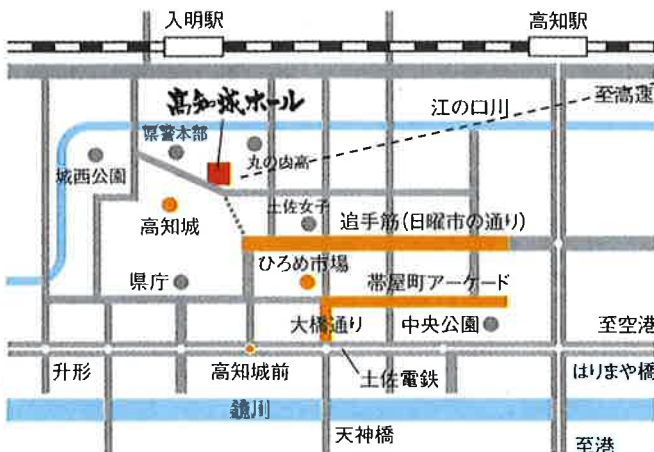 入明駅
高知駅
高知城ホール
江の口川
至高速
県警本部
丸の内高
城西公園
土佐女子
高知城
追手筋(日曜市の通り)
ひろめ市場
県庁
帯屋町アーケード
大橋通り
中央公園
至空港
升形
高知城前
土佐電鉄
はりまや橋
鏡川
天神橋
至港